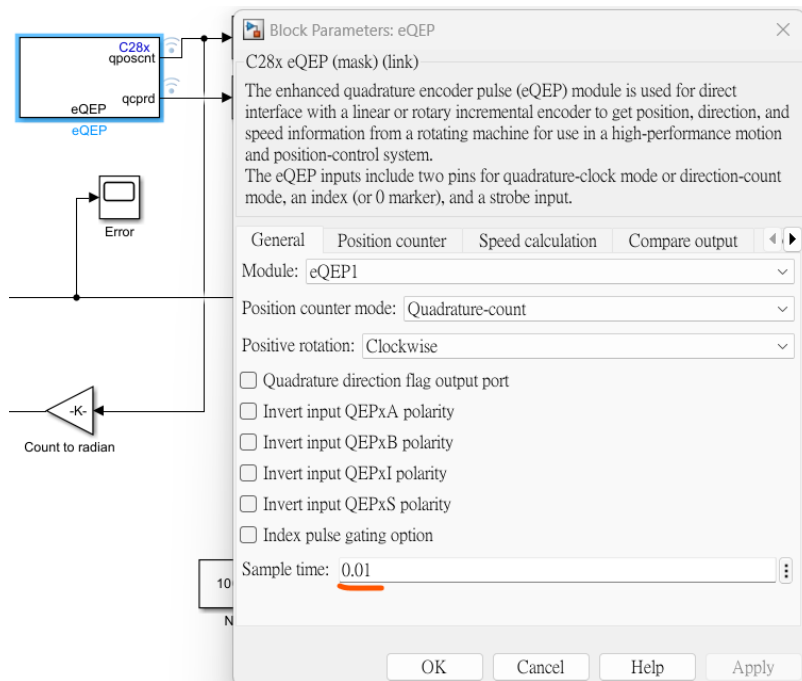 Block Parameters: eQEP
C28x eQEP (mask) (link)
The enhanced quadrature encoder pulse (eQEP) module is used for direct
interface with a linear or rotary incremental encoder to get position, direction, and
speed information from a rotating machine for use in a high-performance motion
and position-control system.
The eQEP inputs include two pins for quadrature-clock mode or direction-count
mode, an index (or 0 marker), and a strobe input.
General Position counter Speed calculation Compare output
Module: eQEP1
Position counter mode: Quadrature-count
Positive rotation: Clockwise
Quadrature direction flag output port
Invert input QEPxA polarity
Invert input QEPxB polarity
Invert input QEPxI polarity
Invert input QEPxS polarity
Index pulse gating option
Sample time: 0.01
OK Cancel Help Apply
C28x
qposcnt
qcprd
eQEP
eQEP
Error
-K-
Count to radian
10
N